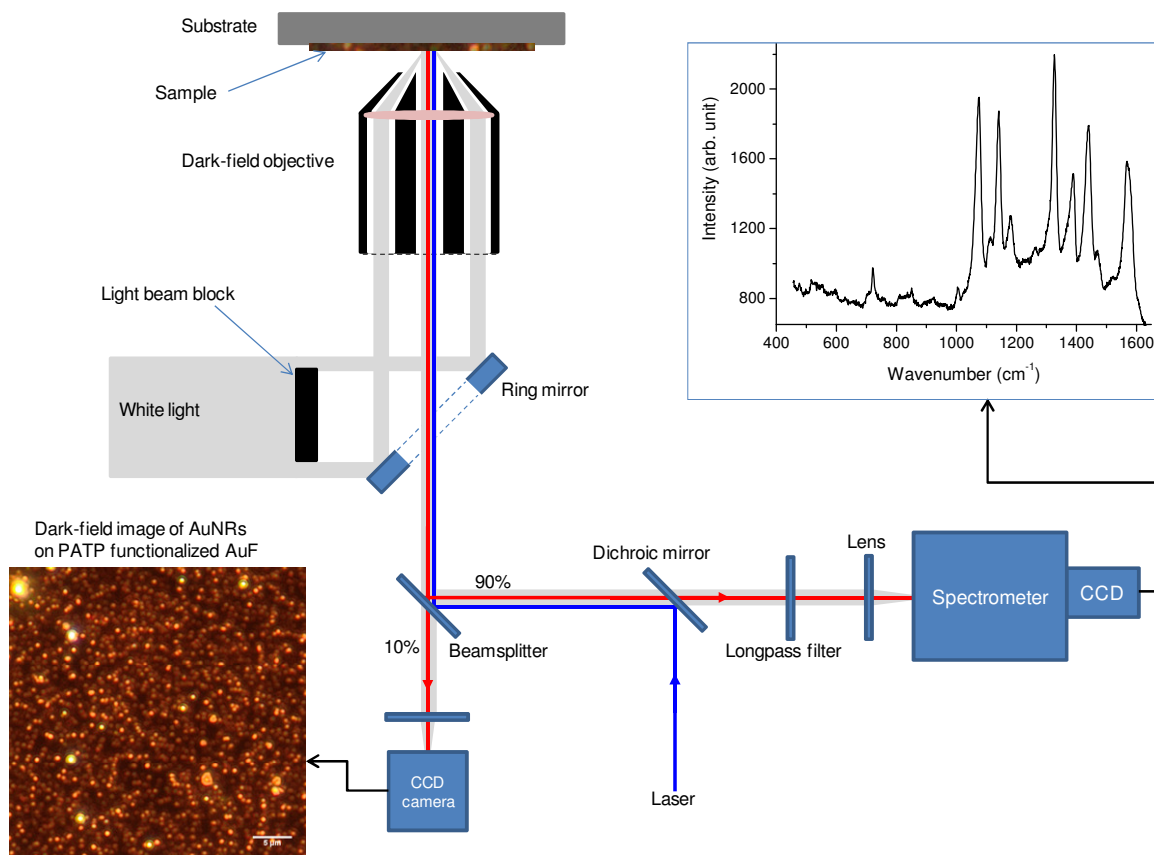 Substrate
Sample
Dark-field objective
Light beam block
White light
Ring mirror
Intensity (arb. unit)
2000
1600
1200
800
400
600
800
1000
1200
1400
1600
Wavenumber (cm⁻¹)
Dark-field image of AuNRs
on PATP functionalized AuF
5 μm
90%
10%
Beamsplitter
Dichroic mirror
Longpass filter
Lens
Spectrometer
CCD
CCD
camera
Laser